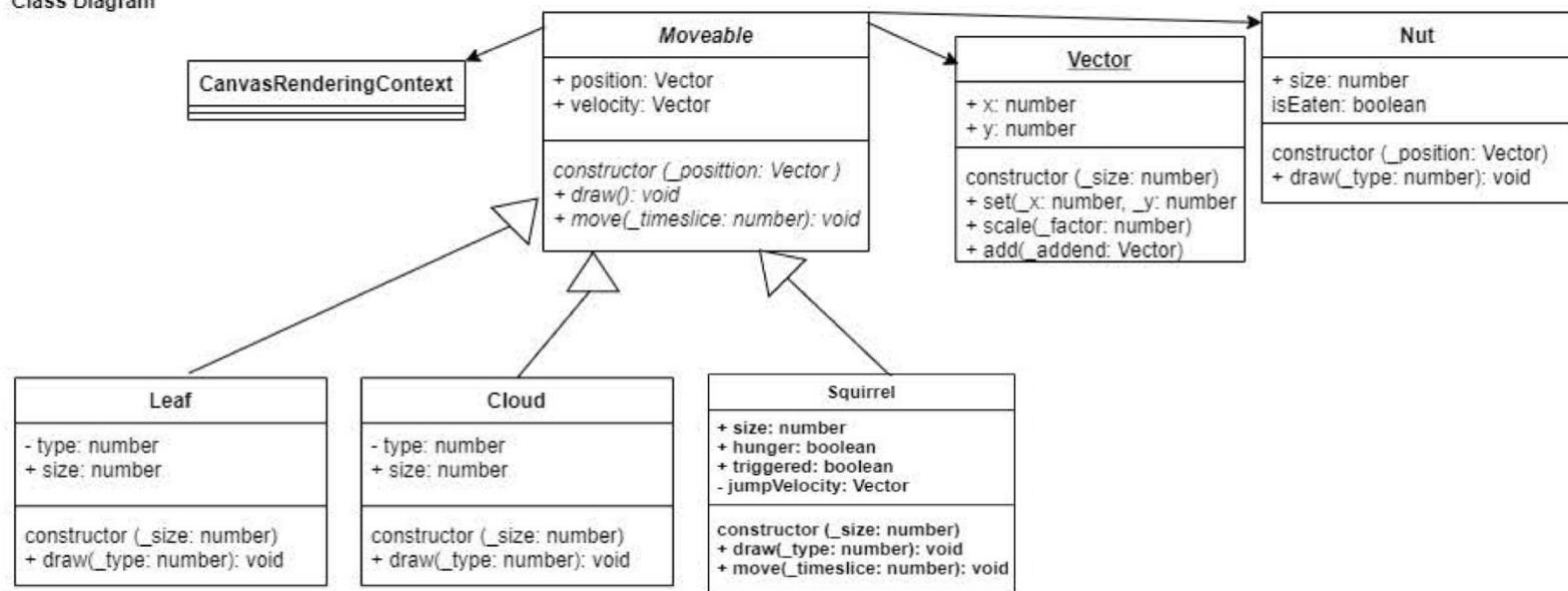 Class Diagram
CanvasRenderingContext
Moveable
+ position: Vector
+ velocity: Vector
constructor (_posittion: Vector )
+ draw(): void
+ move(_timeslice: number): void
Vector
+ x: number
+ y: number
constructor (_size: number)
+ set(_x: number, _y: number
+ scale(_factor: number)
+ add(_addend: Vector)
Nut
+ size: number
isEaten: boolean
constructor (_position: Vector)
+ draw(_type: number): void
Leaf
- type: number
+ size: number
constructor (_size: number)
+ draw(_type: number): void
Cloud
- type: number
+ size: number
constructor (_size: number)
+ draw(_type: number): void
Squirrel
+ size: number
+ hunger: boolean
+ triggered: boolean
- jumpVelocity: Vector
constructor (_size: number)
+ draw(_type: number): void
+ move(_timeslice: number): void